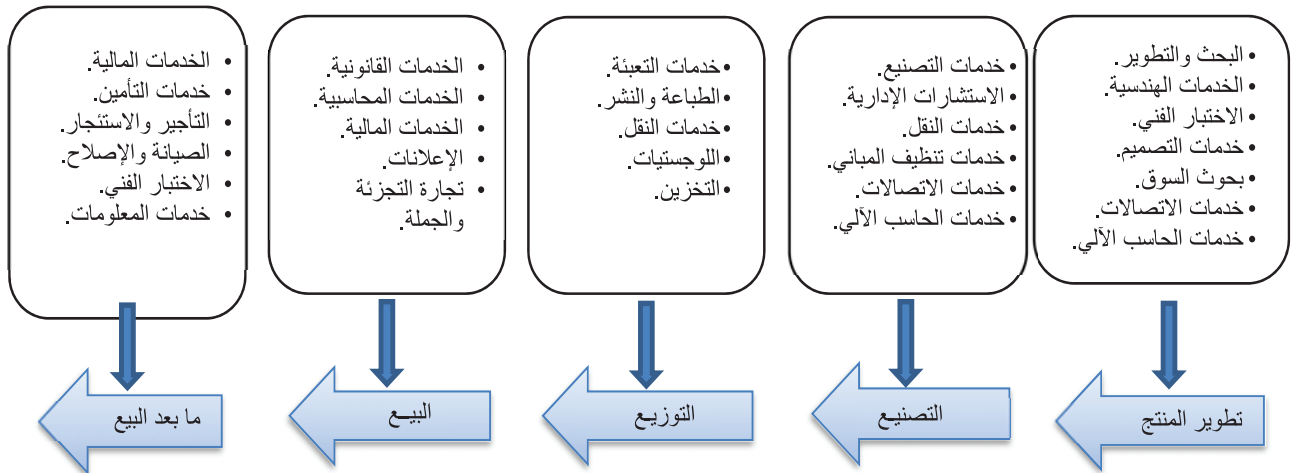 •البحث والتطوير.
•الخدمات الهندسية.
•الاختبار الفني.
•خدمات التصميم.
•بحوث السوق.
•خدمات الاتصالات.
•خدمات الحاسب الآلي.
•خدمات التصنيع.
•الاستشارات الإدارية.
•خدمات النقل.
•خدمات تنظيف المباني.
•خدمات الاتصالات.
•خدمات الحاسب الآلي.
•خدمات التعبئة.
•الطباعة والنشر.
•خدمات النقل.
•اللوجستيات.
•التخزين.
• الخدمات القانونية.
• الخدمات المحاسبية.
• الخدمات المالية.
• الإعلانات.
• تجارة التجزئة
والجملة.
• الخدمات المالية.
• خدمات التأمين.
• التأجير والاستئجار.
• الصيانة والإصلاح.
• الاختبار الفني.
• خدمات المعلومات.
تطوير المنتج
التصنيع
التوزيع
البيــع
ما بعد البيع